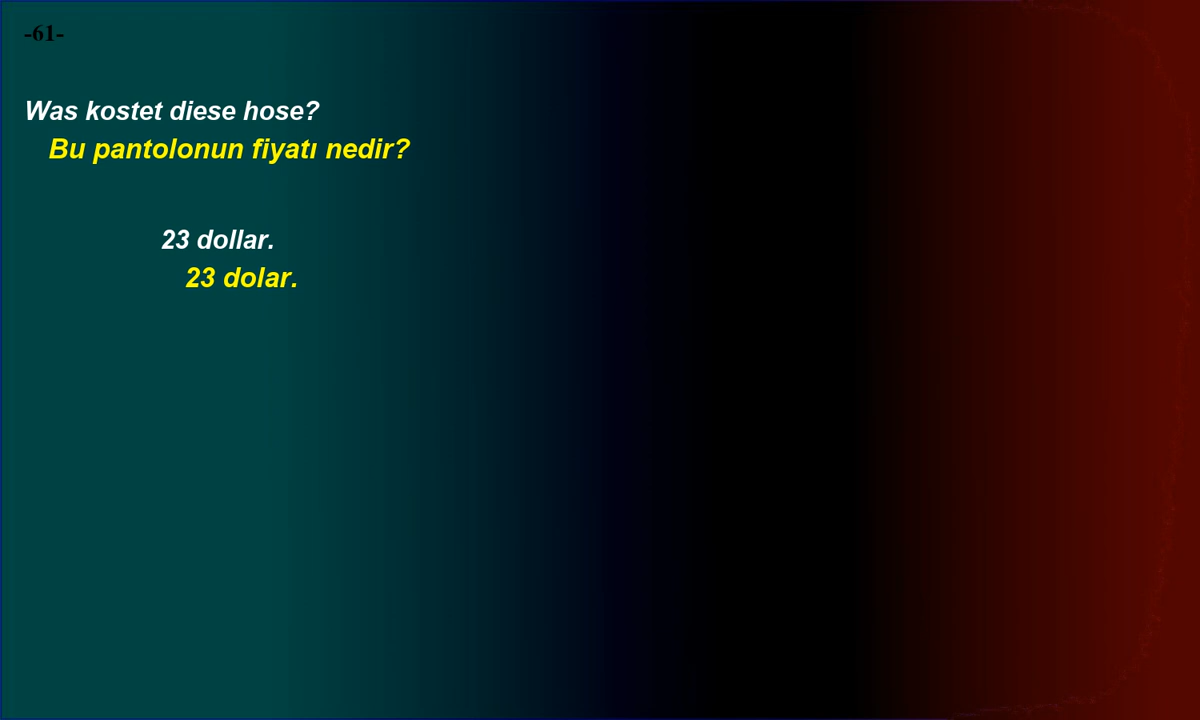 -61-
Was kostet diese hose?
Bu pantolonun fiyatı nedir?
23 dollar.
23 dolar.